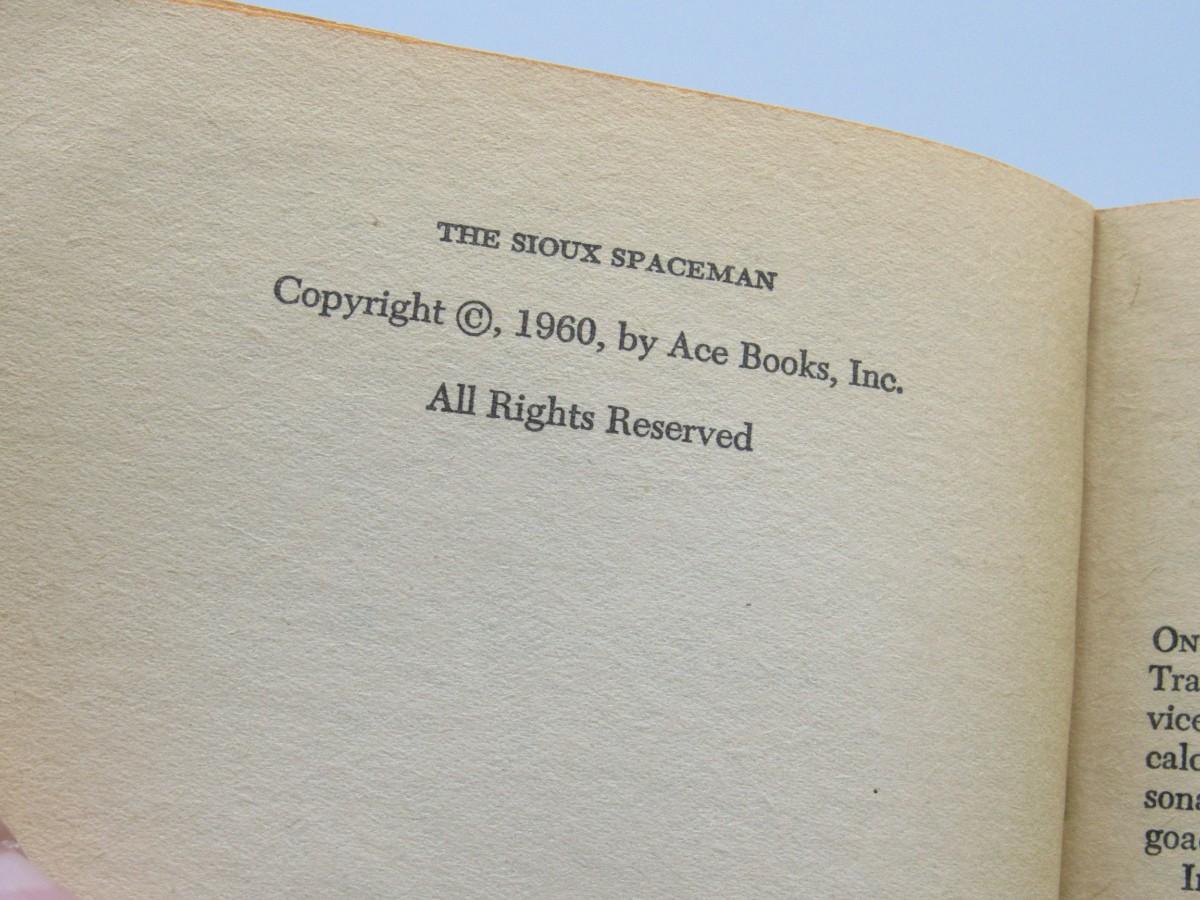 THE SIOUX SPACEMAN
Copyright ©, 1960, by Ace Books, Inc.
All Rights Reserved